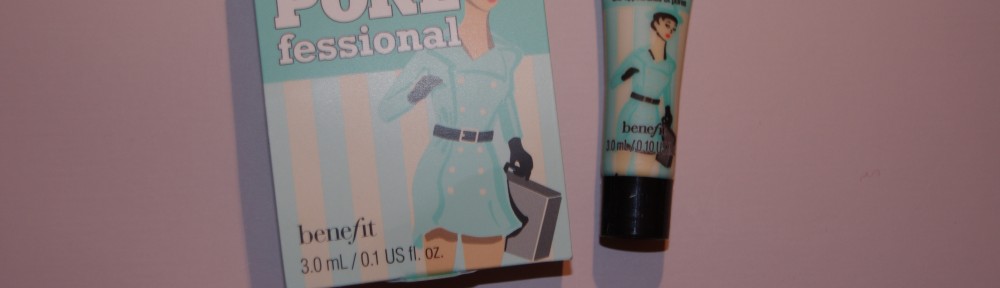 PORE
fessional
benefit
3.0 mL / 0.1 US fl. oz.
benefit
3.0 mL / 0.10 U